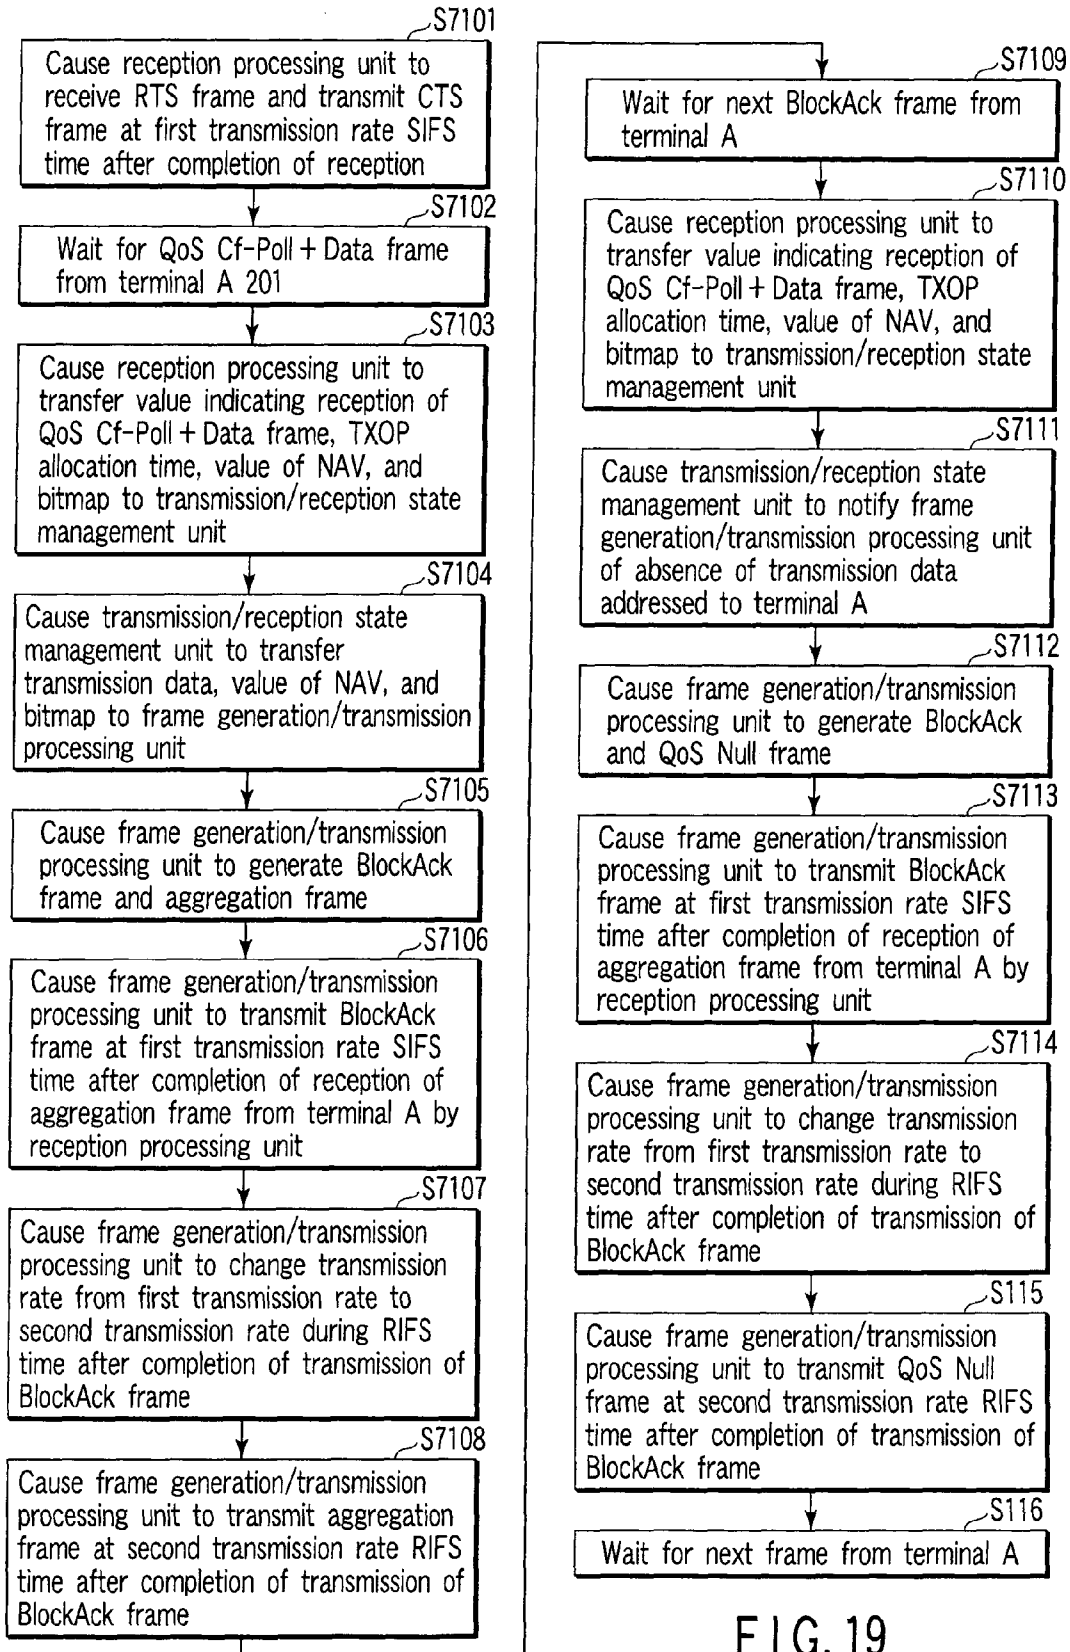 S7101
Cause reception processing unit to
receive RTS frame and transmit CTS
frame at first transmission rate SIFS
time after completion of reception
S7102
Wait for QoS Cf-Poll + Data frame
from terminal A 201
S7103
Cause reception processing unit to
transfer value indicating reception of
QoS Cf-Poll + Data frame, TXOP
allocation time, value of NAV, and
bitmap to transmission/reception state
management unit
S7104
Cause transmission/reception state
management unit to transfer
transmission data, value of NAV, and
bitmap to frame generation/transmission
processing unit
S7105
Cause frame generation/transmission
processing unit to generate BlockAck
frame and aggregation frame
S7106
Cause frame generation/transmission
processing unit to transmit BlockAck
frame at first transmission rate SIFS
time after completion of reception of
aggregation frame from terminal A by
reception processing unit
S7107
Cause frame generation/transmission
processing unit to change transmission
rate from first transmission rate to
second transmission rate during RIFS
time after completion of transmission of
BlockAck frame
S7108
Cause frame generation/transmission
processing unit to transmit aggregation
frame at second transmission rate RIFS
time after completion of transmission of
BlockAck frame
S7109
Wait for next BlockAck frame from
terminal A
S7110
Cause reception processing unit to
transfer value indicating reception of
QoS Cf-Poll + Data frame, TXOP
allocation time, value of NAV, and
bitmap to transmission/reception state
management unit
S7111
Cause transmission/reception state
management unit to notify frame
generation/transmission processing unit
of absence of transmission data
addressed to terminal A
S7112
Cause frame generation/transmission
processing unit to generate BlockAck
and QoS Null frame
S7113
Cause frame generation/transmission
processing unit to transmit BlockAck
frame at first transmission rate SIFS
time after completion of reception of
aggregation frame from terminal A by
reception processing unit
S7114
Cause frame generation/transmission
processing unit to change transmission
rate from first transmission rate to
second transmission rate during RIFS
time after completion of transmission of
BlockAck frame
S115
Cause frame generation/transmission
processing unit to transmit QoS Null
frame at second transmission rate RIFS
time after completion of transmission of
BlockAck frame
S116
Wait for next frame from terminal A
FIG. 19